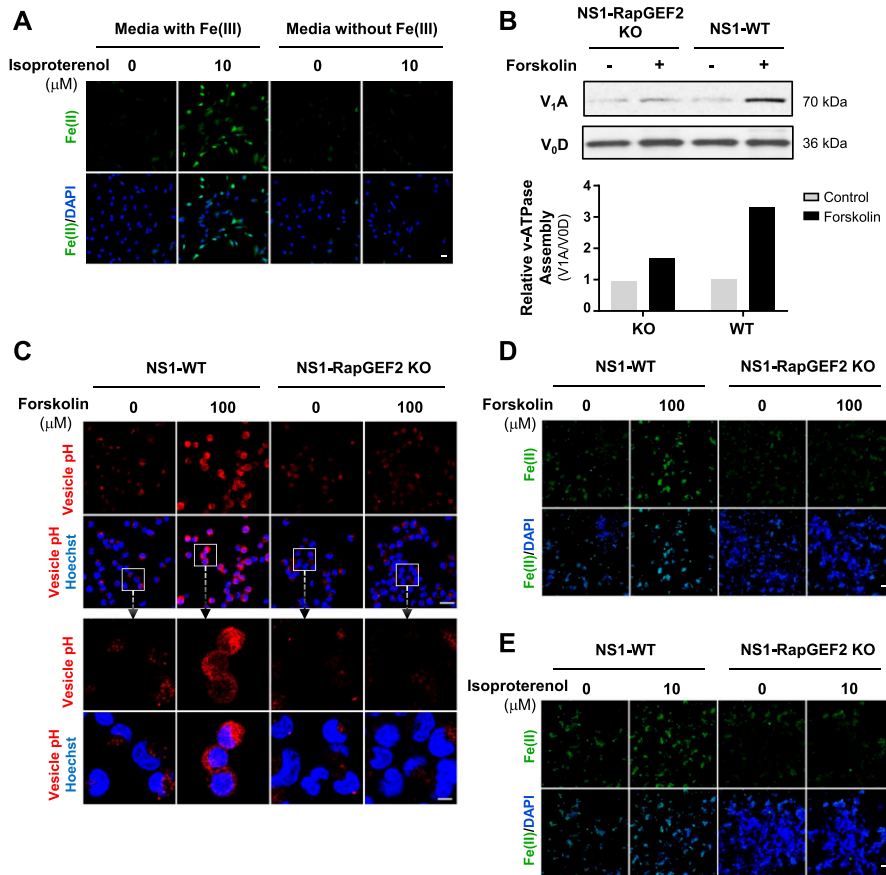 A
Media with Fe(III)
Media without Fe(III)
Isoproterenol
(μM)
0
10
0
10
Fe(II)
Fe(II)/DAPI
B
NS1-RapGEF2
KO
NS1-WT
Forskolin
-
+
-
+
V1A
70 kDa
V0D
36 kDa
Relative v-ATPase
Assembly
(V1A/V0D)
4
3
2
1
0
KO
WT
Control
Forskolin
C
NS1-WT
NS1-RapGEF2 KO
Forskolin
(μM)
0
100
0
100
Vesicle pH
Vesicle pH
Hoechst
Vesicle pH
Vesicle pH
Hoechst
D
NS1-WT
NS1-RapGEF2 KO
Forskolin
(μM)
0
100
0
100
Fe(II)
Fe(II)/DAPI
E
NS1-WT
NS1-RapGEF2 KO
Isoproterenol
(μM)
0
10
0
10
Fe(II)
Fe(II)/DAPI